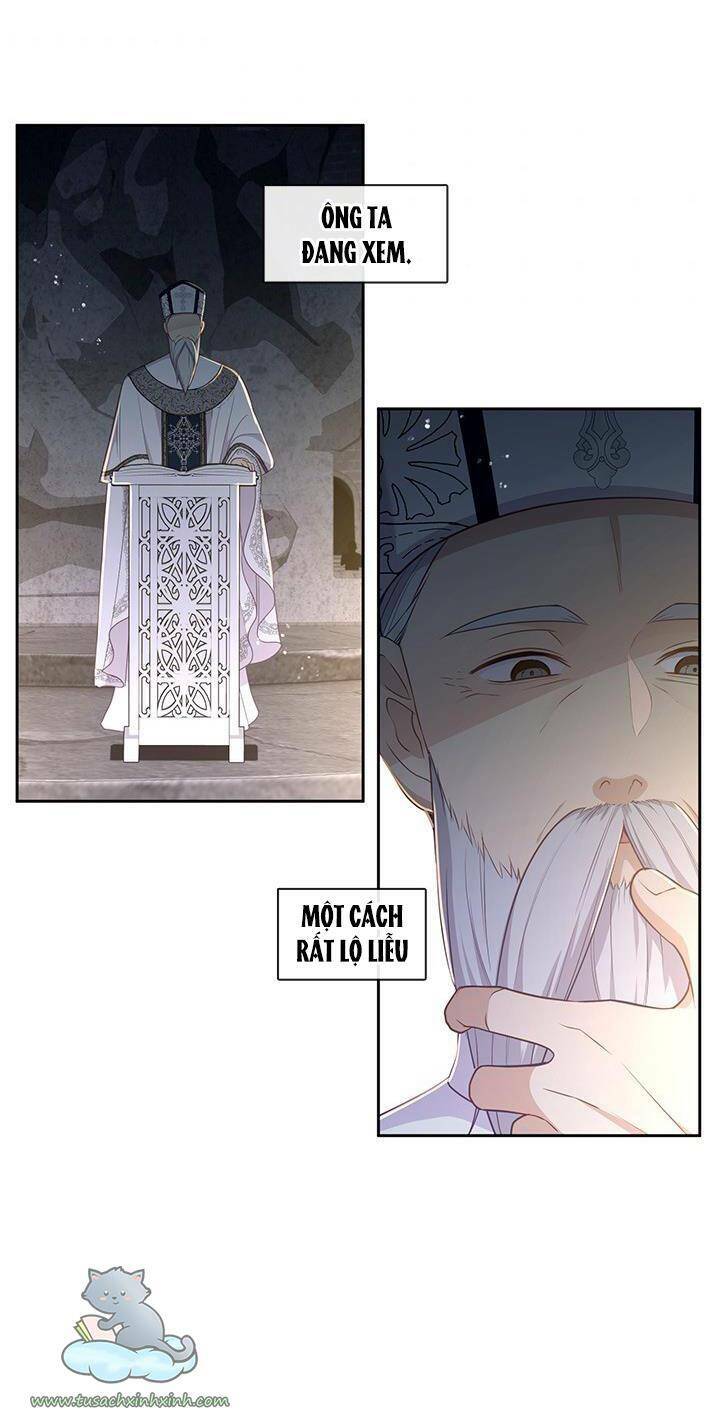 ÔNG TA
ĐANG XEM.
MỘT CÁCH
RẤT LỘ LIỄU
www.tusachxinhxinh.com